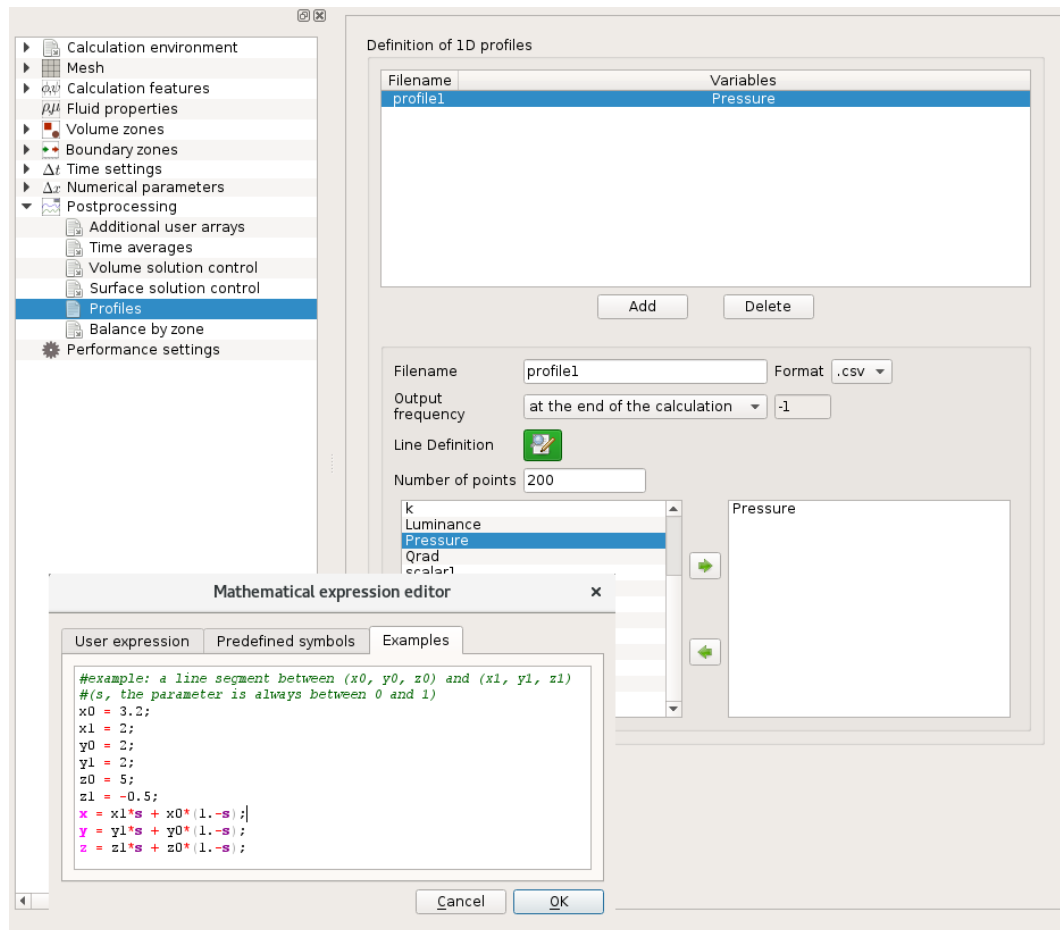 Calculation environment
Mesh
Calculation features
Fluid properties
Volume zones
Boundary zones
Δt Time settings
Δx Numerical parameters
Postprocessing
Additional user arrays
Time averages
Volume solution control
Surface solution control
Profiles
Balance by zone
Performance settings
Definition of 1D profiles
Filename Variables
profile1 Pressure
Add Delete
Filename profile1 Format .csv
Output
frequency
at the end of the calculation -1
Line Definition
Number of points 200
k
Luminance
Pressure
Qrad
scalar1
Pressure
Mathematical expression editor
User expression Predefined symbols Examples
#example: a line segment between (x0, y0, z0) and (x1, y1, z1)
#(s, the parameter is always between 0 and 1)
x0 = 3.2;
x1 = 2;
y0 = 2;
y1 = 2;
z0 = 5;
z1 = -0.5;
x = x1*s + x0*(1.-s);
y = y1*s + y0*(1.-s);
z = z1*s + z0*(1.-s);
Cancel OK